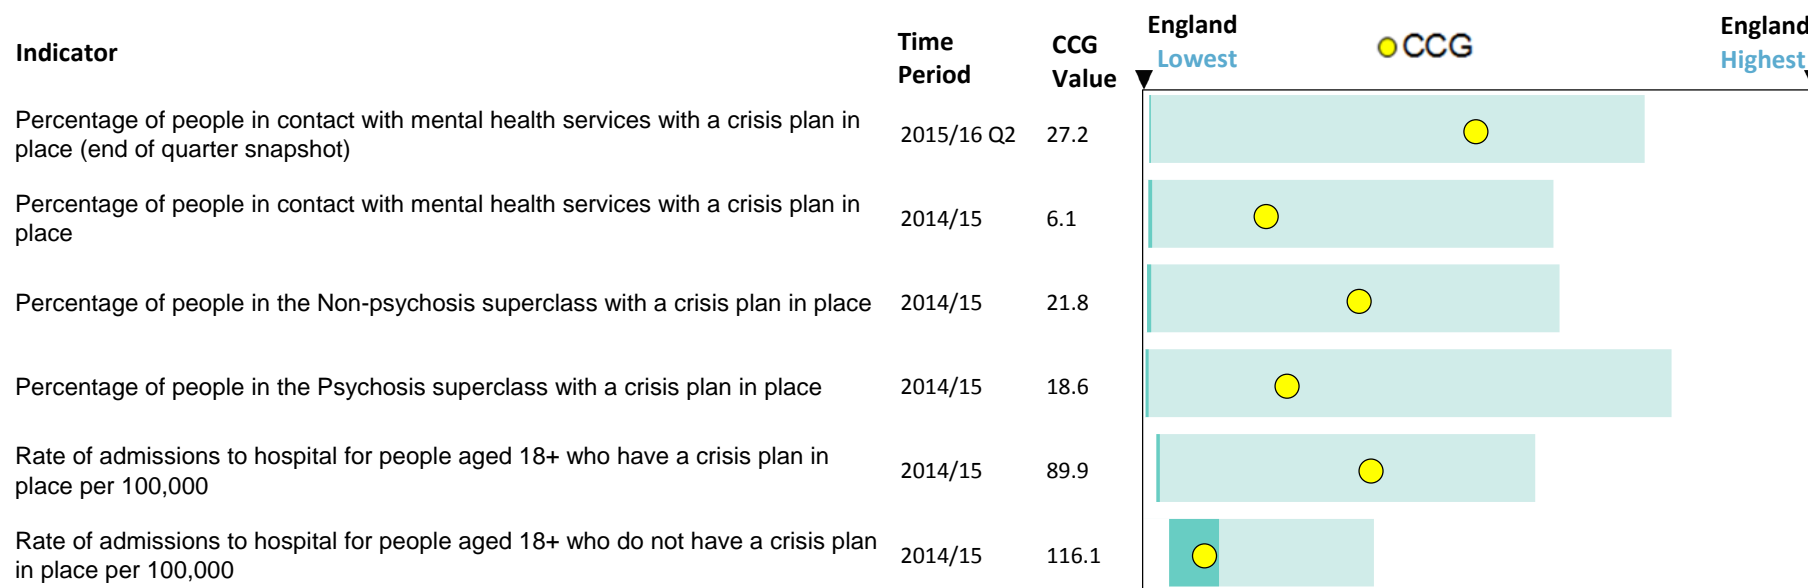 Indicator
Time Period
CCG Value
England Lowest
CCG
England Highest
Percentage of people in contact with mental health services with a crisis plan in
place (end of quarter snapshot)
2015/16 Q2
27.2
Percentage of people in contact with mental health services with a crisis plan in
place
2014/15
6.1
Percentage of people in the Non-psychosis superclass with a crisis plan in place
2014/15
21.8
Percentage of people in the Psychosis superclass with a crisis plan in place
2014/15
18.6
Rate of admissions to hospital for people aged 18+ who have a crisis plan in
place per 100,000
2014/15
89.9
Rate of admissions to hospital for people aged 18+ who do not have a crisis plan
in place per 100,000
2014/15
116.1